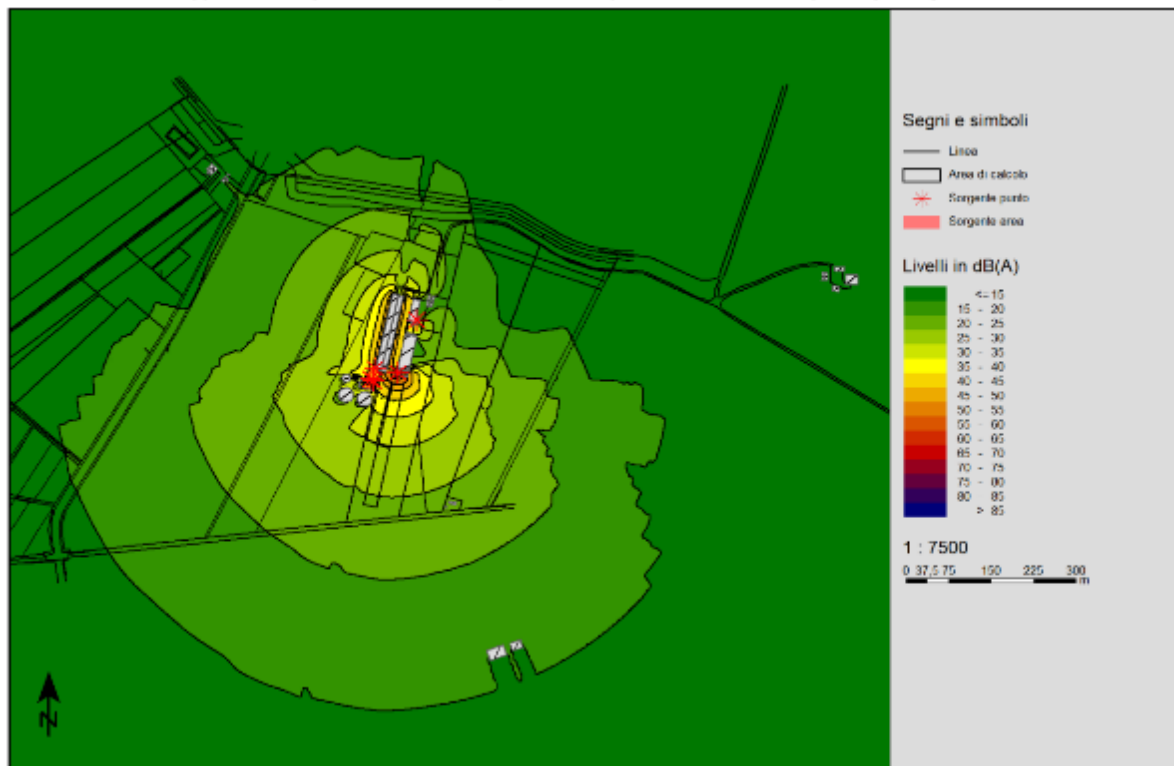 Segni e simboli
Linea
Area di calcolo
Sorgente punto
Sorgente area
Livelli in dB(A)
<= 15
15 - 20
20 - 25
25 - 30
30 - 35
35 - 40
40 - 45
45 - 50
50 - 55
55 - 60
60 - 65
65 - 70
70 - 75
75 - 80
80 85
> 85
1 : 7500
0 37,5 75 150 225 300
m
N